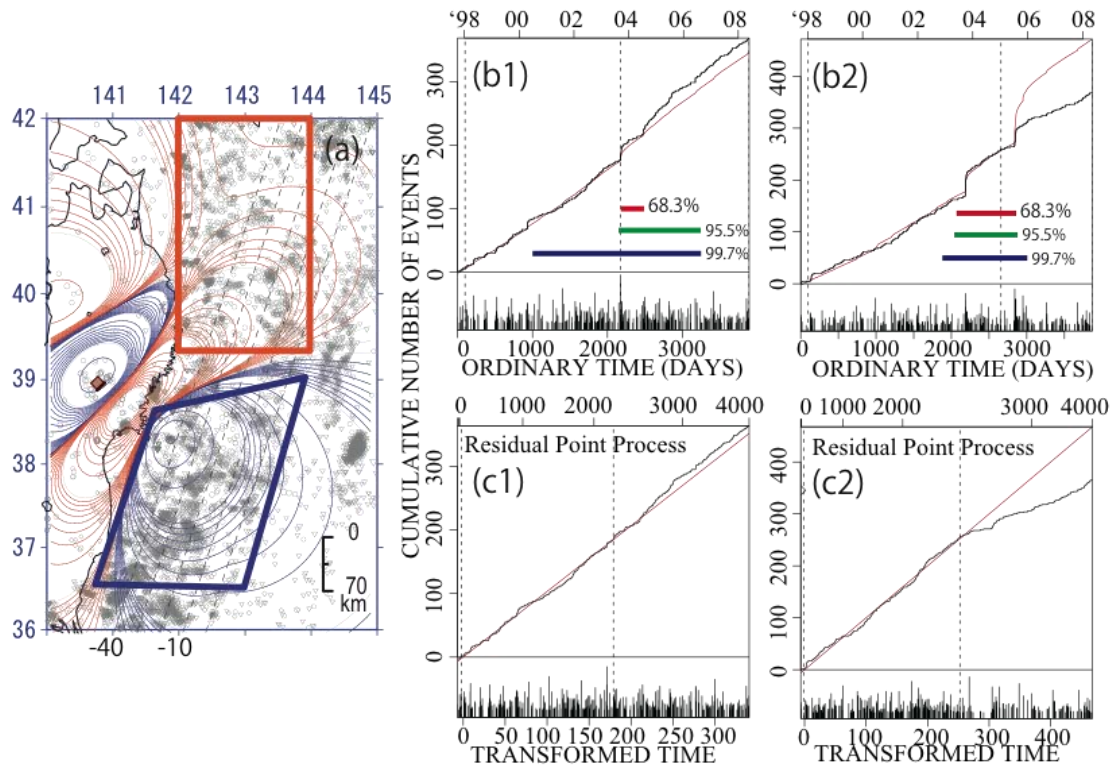 141 142 143 144 145
42
41
40
39
38
37
36
(a)
0
70
km
-40 -10
CUMULATIVE NUMBER OF EVENTS
‘98 00 02 04 06 08
(b1)
300
200
100
0
68.3%
95.5%
99.7%
0 1000 2000 3000
ORDINARY TIME (DAYS)
‘98 00 02 04 06 08
(b2)
400
300
200
100
0
68.3%
95.5%
99.7%
0 1000 2000 3000
ORDINARY TIME (DAYS)
0 1000 2000 3000 4000
Residual Point Process
(c1)
300
200
100
0
0 50 100 150 200 250 300
TRANSFORMED TIME
0 1000 2000 3000 4000
Residual Point Process
(c2)
400
300
200
100
0
0 100 200 300 400
TRANSFORMED TIME